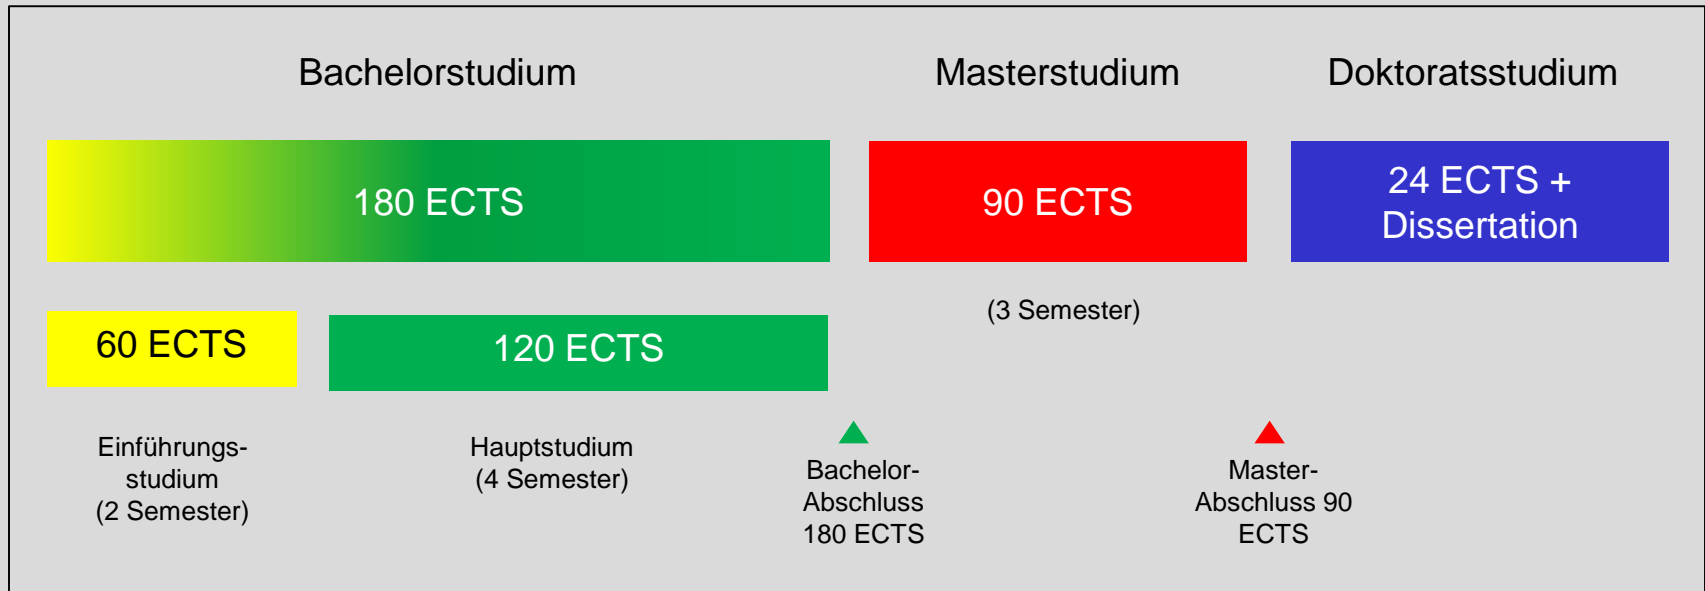 Bachelorstudium
Masterstudium
Doktoratsstudium
180 ECTS
90 ECTS
24 ECTS +
Dissertation
(3 Semester)
60 ECTS
120 ECTS
Einführungs-
studium
(2 Semester)
Hauptstudium
(4 Semester)
Bachelor-
Abschluss
180 ECTS
Master-
Abschluss 90
ECTS